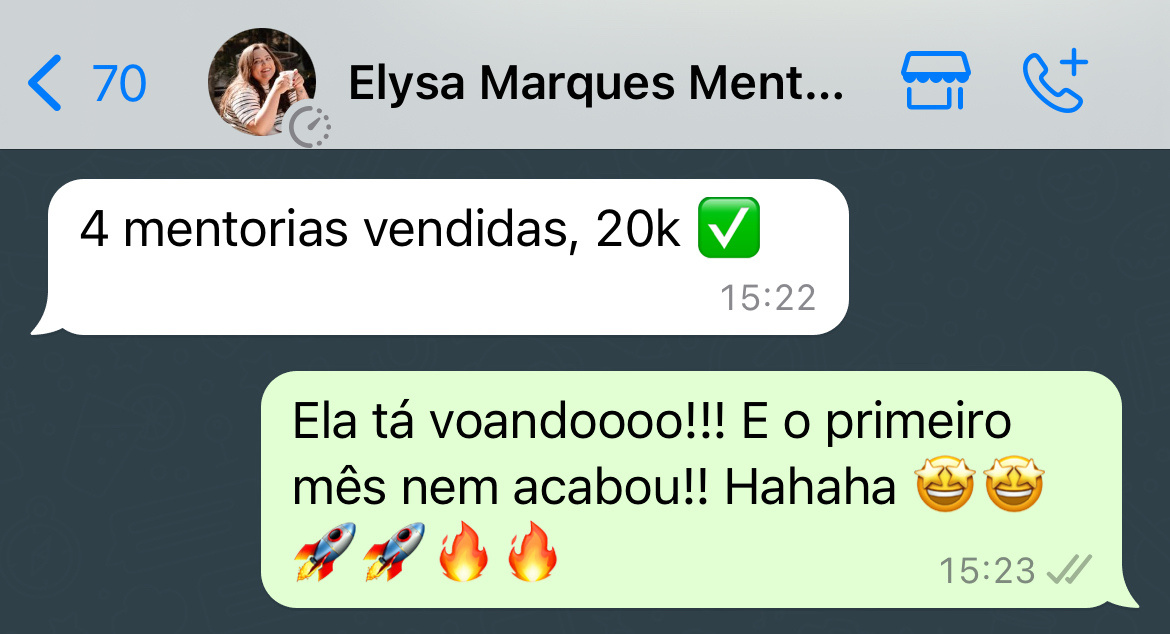 70
Elysa Marques Ment...
4 mentorias vendidas, 20k ✅
15:22
Ela tá voandoooo!!! E o primeiro
mês nem acabou!! Hahaha 🤩🤩
🚀🚀🔥🔥
15:23